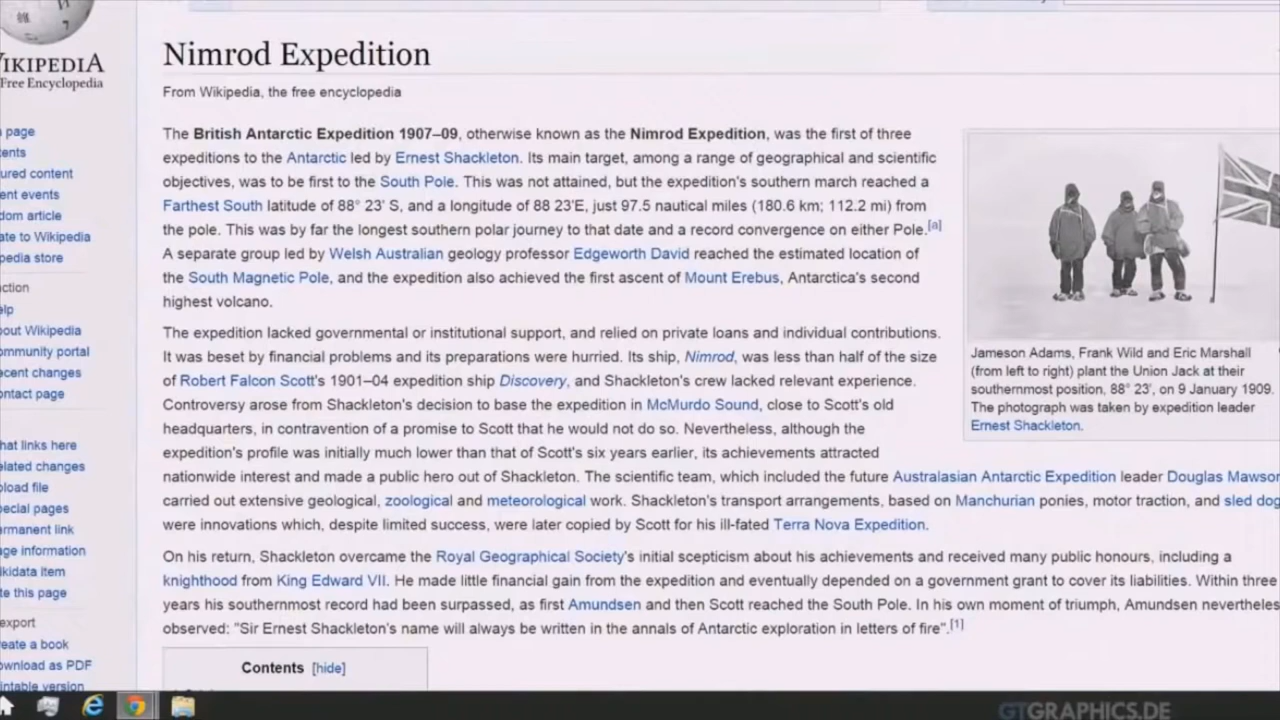 WIKIPEDIA
Free Encyclopedia
page
ents
ured content
ent events
dom article
ate to Wikipedia
pedia store
ction
elp
bout Wikipedia
ommunity portal
ecent changes
ontact page
hat links here
elated changes
pload file
pecial pages
ermanent link
age information
ikidata item
ite this page
export
reate a book
ownload as PDF
intable version
Nimrod Expedition
From Wikipedia, the free encyclopedia
The British Antarctic Expedition 1907–09, otherwise known as the Nimrod Expedition, was the first of three
expeditions to the Antarctic led by Ernest Shackleton. Its main target, among a range of geographical and scientific
objectives, was to be first to the South Pole. This was not attained, but the expedition's southern march reached a
Farthest South latitude of 88° 23' S, and a longitude of 88 23'E, just 97.5 nautical miles (180.6 km; 112.2 mi) from
the pole. This was by far the longest southern polar journey to that date and a record convergence on either Pole.[a]
A separate group led by Welsh Australian geology professor Edgeworth David reached the estimated location of
the South Magnetic Pole, and the expedition also achieved the first ascent of Mount Erebus, Antarctica's second
highest volcano.
The expedition lacked governmental or institutional support, and relied on private loans and individual contributions.
It was beset by financial problems and its preparations were hurried. Its ship, Nimrod, was less than half of the size
of Robert Falcon Scott's 1901–04 expedition ship Discovery, and Shackleton's crew lacked relevant experience.
Controversy arose from Shackleton's decision to base the expedition in McMurdo Sound, close to Scott's old
headquarters, in contravention of a promise to Scott that he would not do so. Nevertheless, although the
expedition's profile was initially much lower than that of Scott's six years earlier, its achievements attracted
nationwide interest and made a public hero out of Shackleton. The scientific team, which included the future Australasian Antarctic Expedition leader Douglas Mawson
carried out extensive geological, zoological and meteorological work. Shackleton's transport arrangements, based on Manchurian ponies, motor traction, and sled dog
were innovations which, despite limited success, were later copied by Scott for his ill-fated Terra Nova Expedition.
On his return, Shackleton overcame the Royal Geographical Society's initial scepticism about his achievements and received many public honours, including a
knighthood from King Edward VII. He made little financial gain from the expedition and eventually depended on a government grant to cover its liabilities. Within three
years his southernmost record had been surpassed, as first Amundsen and then Scott reached the South Pole. In his own moment of triumph, Amundsen nevertheles
observed: "Sir Ernest Shackleton's name will always be written in the annals of Antarctic exploration in letters of fire".[1]
Contents [hide]
Jameson Adams, Frank Wild and Eric Marshall
(from left to right) plant the Union Jack at their
southernmost position, 88° 23', on 9 January 1909.
The photograph was taken by expedition leader
Ernest Shackleton.
GTGRAPHICS.DE